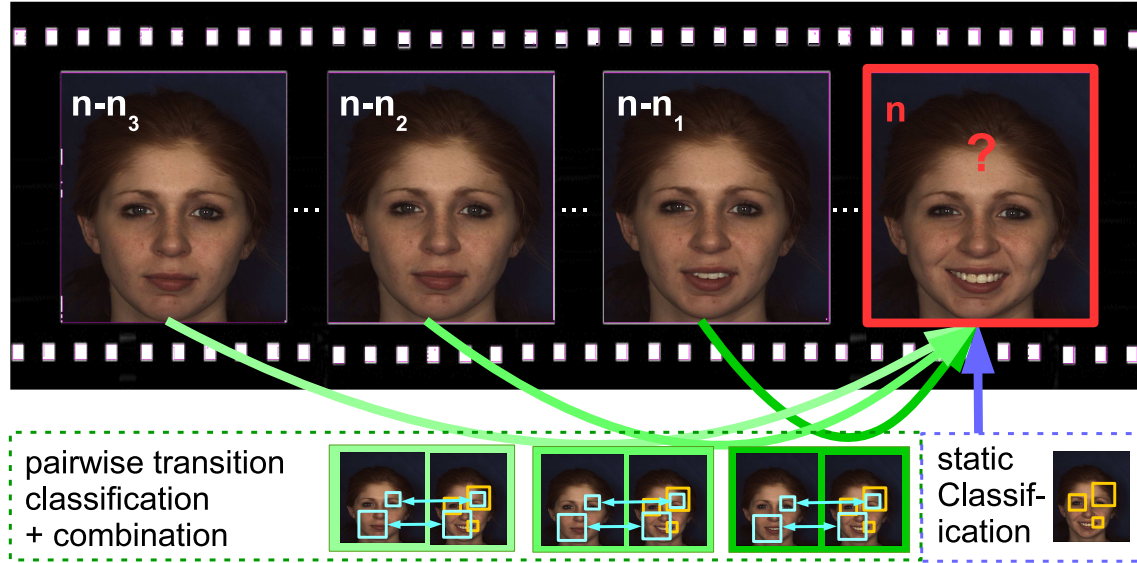 n-n3
n-n2
n-n1
n
?
...
...
...
pairwise transition
classification
+ combination
static
Classif-
ication